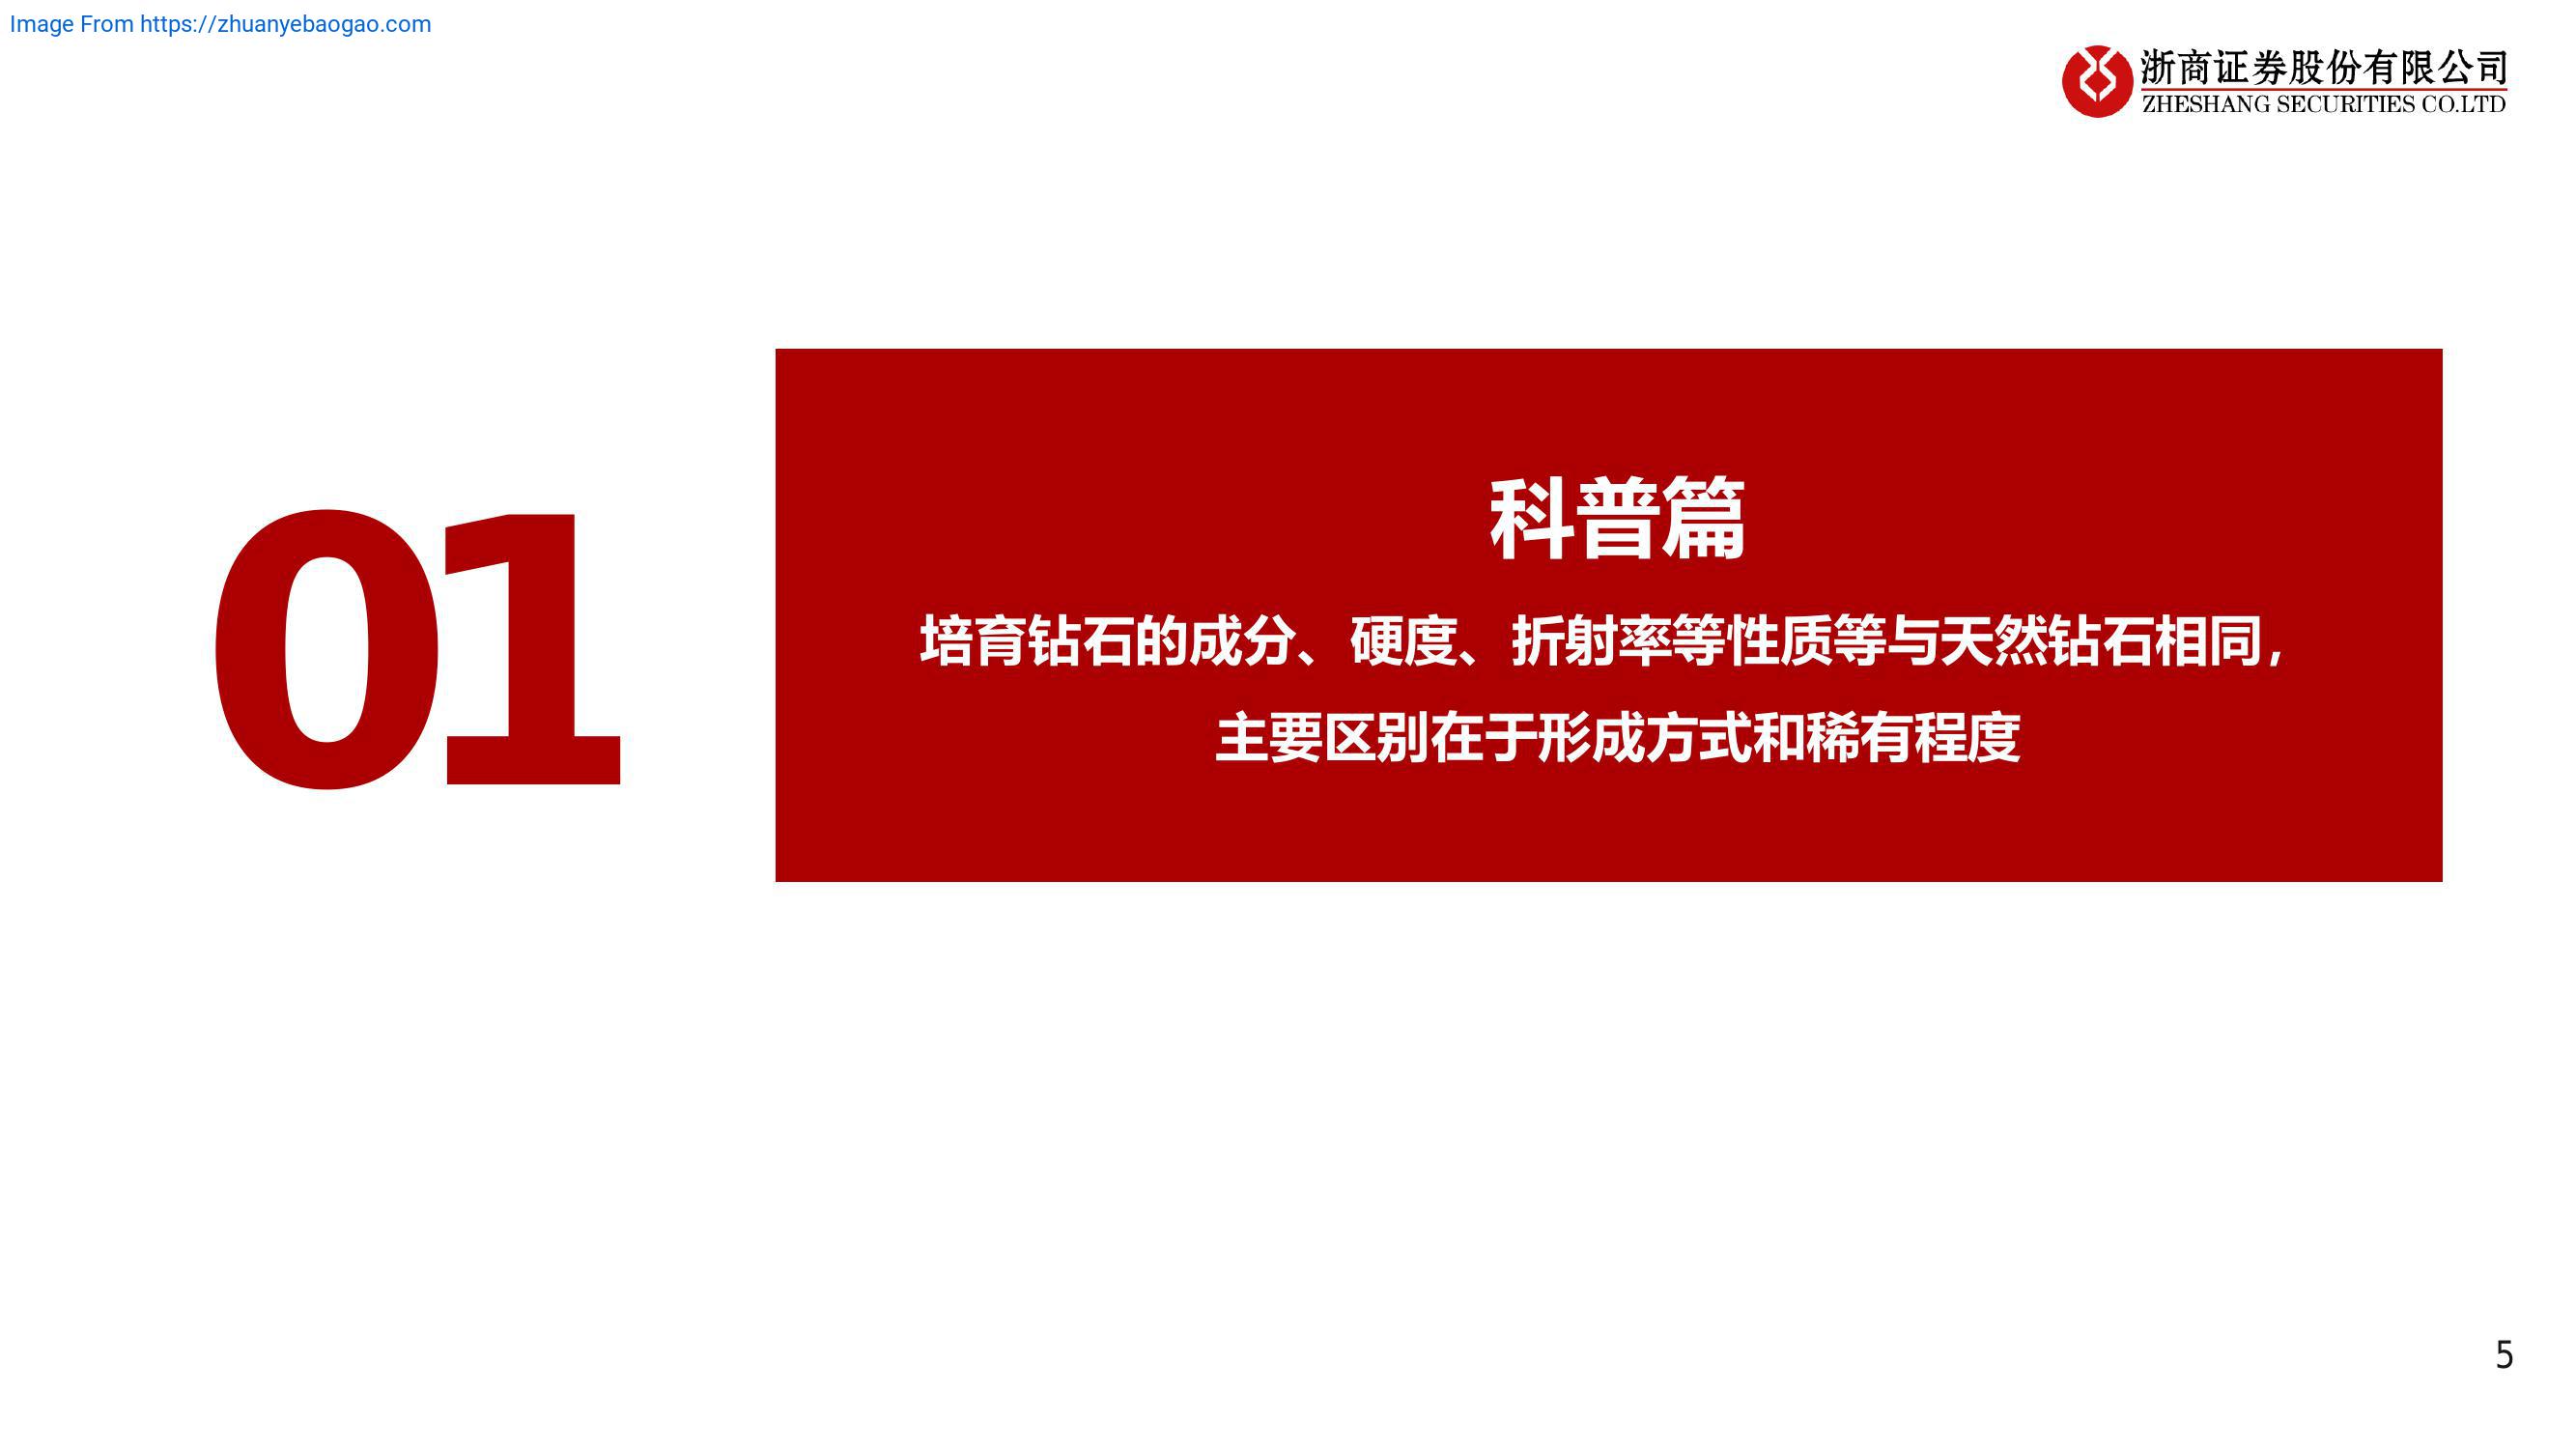 Image From https://zhuanyebaogao.com
浙商证券股份有限公司
ZHESHANG SECURITIES CO.LTD
01
科普篇
培育钻石的成分、硬度、折射率等性质等与天然钻石相同，
主要区别在于形成方式和稀有程度
5